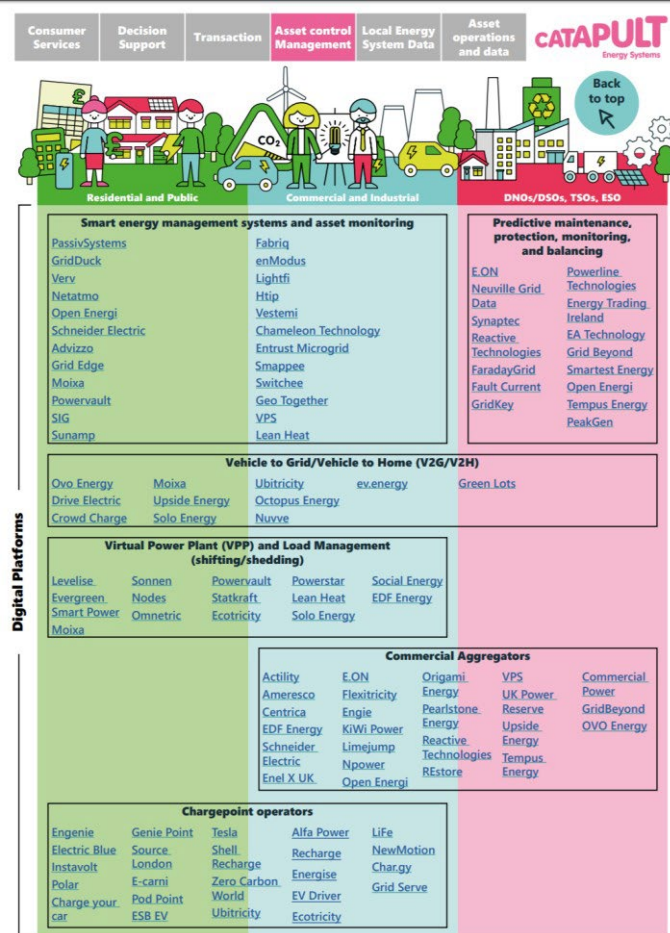 Consumer
Services
Decision
Support
Transaction
Asset control
Management
Local Energy
System Data
Asset
operations
and data
CATAPULT
Energy Systems
Back
to top
£
£
CO2
Residential and Public
Commercial and Industrial
DNOs/DSOs, TSOs, ESO
Digital Platforms
Smart energy management systems and asset monitoring
PassivSystems
GridDuck
Verv
Netatmo
Open Energi
Schneider Electric
Advizzo
Grid Edge
Moixa
Powervault
SIG
Sunamp
Fabriq
enModus
Lightfi
Htip
Vestemi
Chameleon Technology
Entrust Microgrid
Smappee
Switchee
Geo Together
VPS
Lean Heat
Predictive maintenance,
protection, monitoring,
and balancing
E.ON
Neuville Grid
Data
Synaptec
Reactive
Technologies
FaradayGrid
Fault Current
GridKey
Powerline
Technologies
Energy Trading
Ireland
EA Technology
Grid Beyond
Smartest Energy
Open Energi
Tempus Energy
PeakGen
Vehicle to Grid/Vehicle to Home (V2G/V2H)
Ovo Energy
Drive Electric
Crowd Charge
Moixa
Upside Energy
Solo Energy
Ubitricity
Octopus Energy
Nuvve
ev.energy
Green Lots
Virtual Power Plant (VPP) and Load Management
(shifting/shedding)
Levelise
Evergreen
Smart Power
Moixa
Sonnen
Nodes
Omnetric
Powervault
Statkraft
Ecotricity
Powerstar
Lean Heat
Solo Energy
Social Energy
EDF Energy
Commercial Aggregators
Actility
Ameresco
Centrica
EDF Energy
Schneider
Electric
Enel X UK
E.ON
Flexitricity
Engie
KiWi Power
Limejump
Npower
Open Energi
Origami
Energy
Pearlstone
Energy
Reactive
Technologies
REstore
VPS
UK Power
Reserve
Upside
Energy
Tempus
Energy
Commercial
Power
GridBeyond
OVO Energy
Chargepoint operators
Engenie
Electric Blue
Instavolt
Polar
Charge your
car
Genie Point
Source
London
E-carni
Pod Point
ESB EV
Tesla
Shell
Recharge
Zero Carbon
World
Ubitricity
Alfa Power
Recharge
Energise
EV Driver
Ecotricity
LiFe
NewMotion
Char.gy
Grid Serve